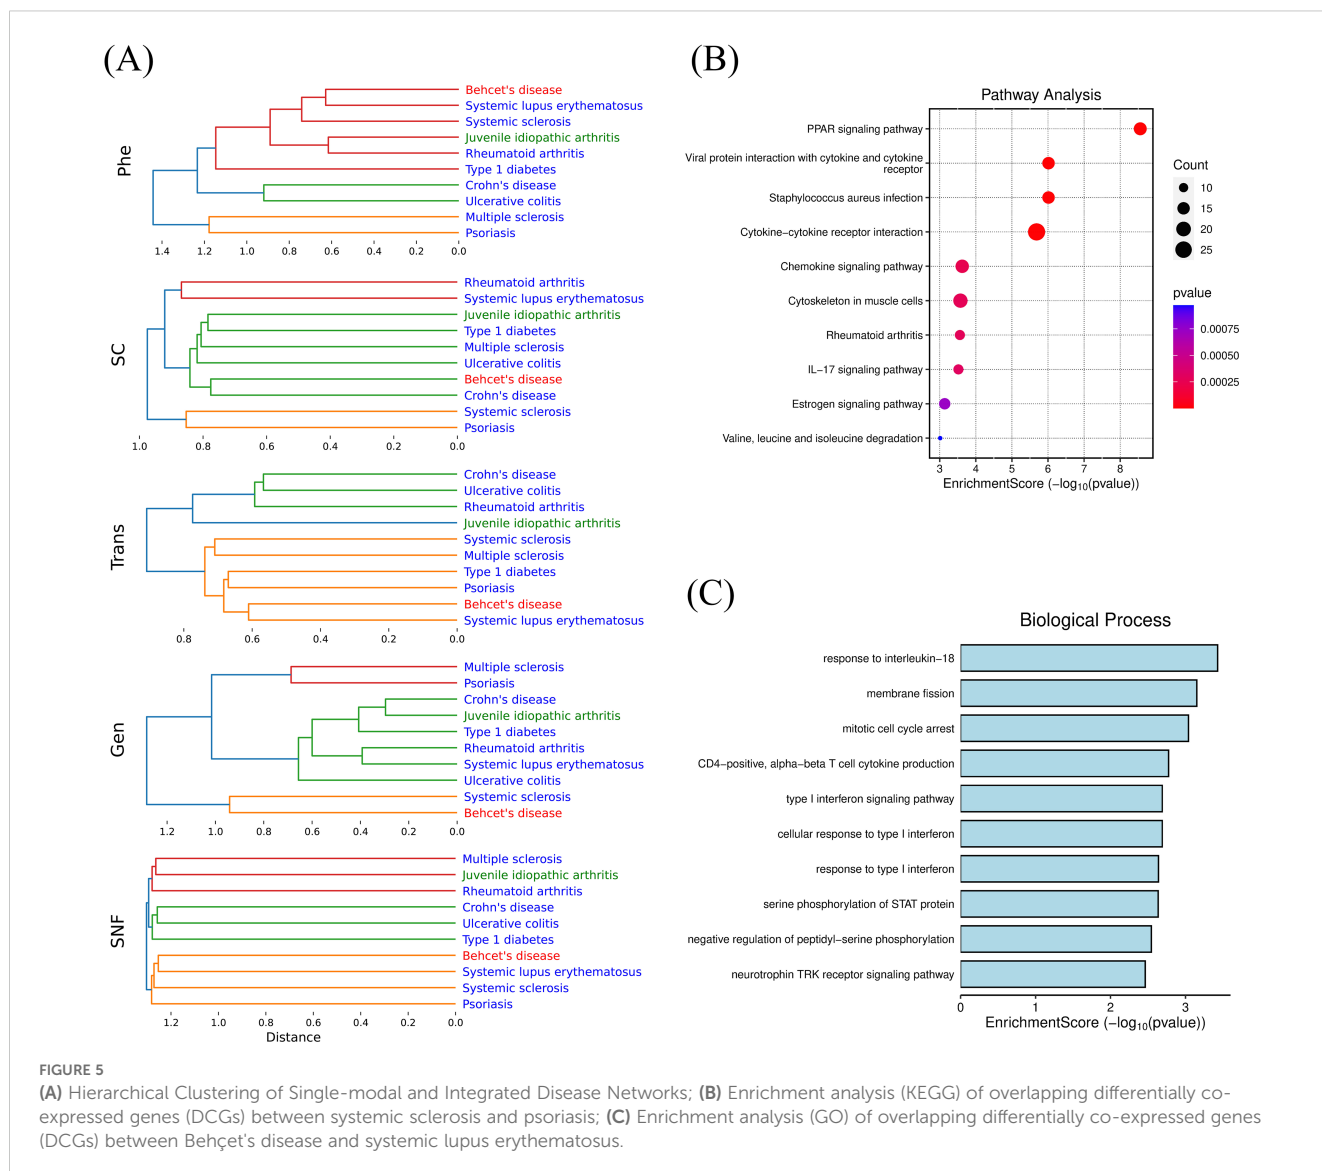 (A)
Phe
Behcet's disease
Systemic lupus erythematosus
Systemic sclerosis
Juvenile idiopathic arthritis
Rheumatoid arthritis
Type 1 diabetes
Crohn's disease
Ulcerative colitis
Multiple sclerosis
Psoriasis
1.4 1.2 1.0 0.8 0.6 0.4 0.2 0.0
SC
Rheumatoid arthritis
Systemic lupus erythematosus
Juvenile idiopathic arthritis
Type 1 diabetes
Multiple sclerosis
Ulcerative colitis
Behcet's disease
Crohn's disease
Systemic sclerosis
Psoriasis
1.0 0.8 0.6 0.4 0.2 0.0
Trans
Crohn's disease
Ulcerative colitis
Rheumatoid arthritis
Juvenile idiopathic arthritis
Systemic sclerosis
Multiple sclerosis
Type 1 diabetes
Psoriasis
Behcet's disease
Systemic lupus erythematosus
0.8 0.6 0.4 0.2 0.0
Gen
Multiple sclerosis
Psoriasis
Crohn's disease
Juvenile idiopathic arthritis
Type 1 diabetes
Rheumatoid arthritis
Systemic lupus erythematosus
Ulcerative colitis
Systemic sclerosis
Behcet's disease
1.2 1.0 0.8 0.6 0.4 0.2 0.0
SNF
Multiple sclerosis
Juvenile idiopathic arthritis
Rheumatoid arthritis
Crohn's disease
Ulcerative colitis
Type 1 diabetes
Behcet's disease
Systemic lupus erythematosus
Systemic sclerosis
Psoriasis
1.2 1.0 0.8 0.6 0.4 0.2 0.0
Distance
(B)
Pathway Analysis
PPAR signaling pathway
Viral protein interaction with cytokine and cytokine
receptor
Staphylococcus aureus infection
Cytokine−cytokine receptor interaction
Chemokine signaling pathway
Cytoskeleton in muscle cells
Rheumatoid arthritis
IL−17 signaling pathway
Estrogen signaling pathway
Valine, leucine and isoleucine degradation
3 4 5 6 7 8
EnrichmentScore (−log10(pvalue))
Count
10
15
20
25
pvalue
0.00075
0.00050
0.00025
(C)
Biological Process
response to interleukin−18
membrane fission
mitotic cell cycle arrest
CD4−positive, alpha−beta T cell cytokine production
type I interferon signaling pathway
cellular response to type I interferon
response to type I interferon
serine phosphorylation of STAT protein
negative regulation of peptidyl−serine phosphorylation
neurotrophin TRK receptor signaling pathway
0 1 2 3
EnrichmentScore (−log10(pvalue))
FIGURE 5
(A) Hierarchical Clustering of Single-modal and Integrated Disease Networks; (B) Enrichment analysis (KEGG) of overlapping differentially co-
expressed genes (DCGs) between systemic sclerosis and psoriasis; (C) Enrichment analysis (GO) of overlapping differentially co-expressed genes
(DCGs) between Behçet's disease and systemic lupus erythematosus.